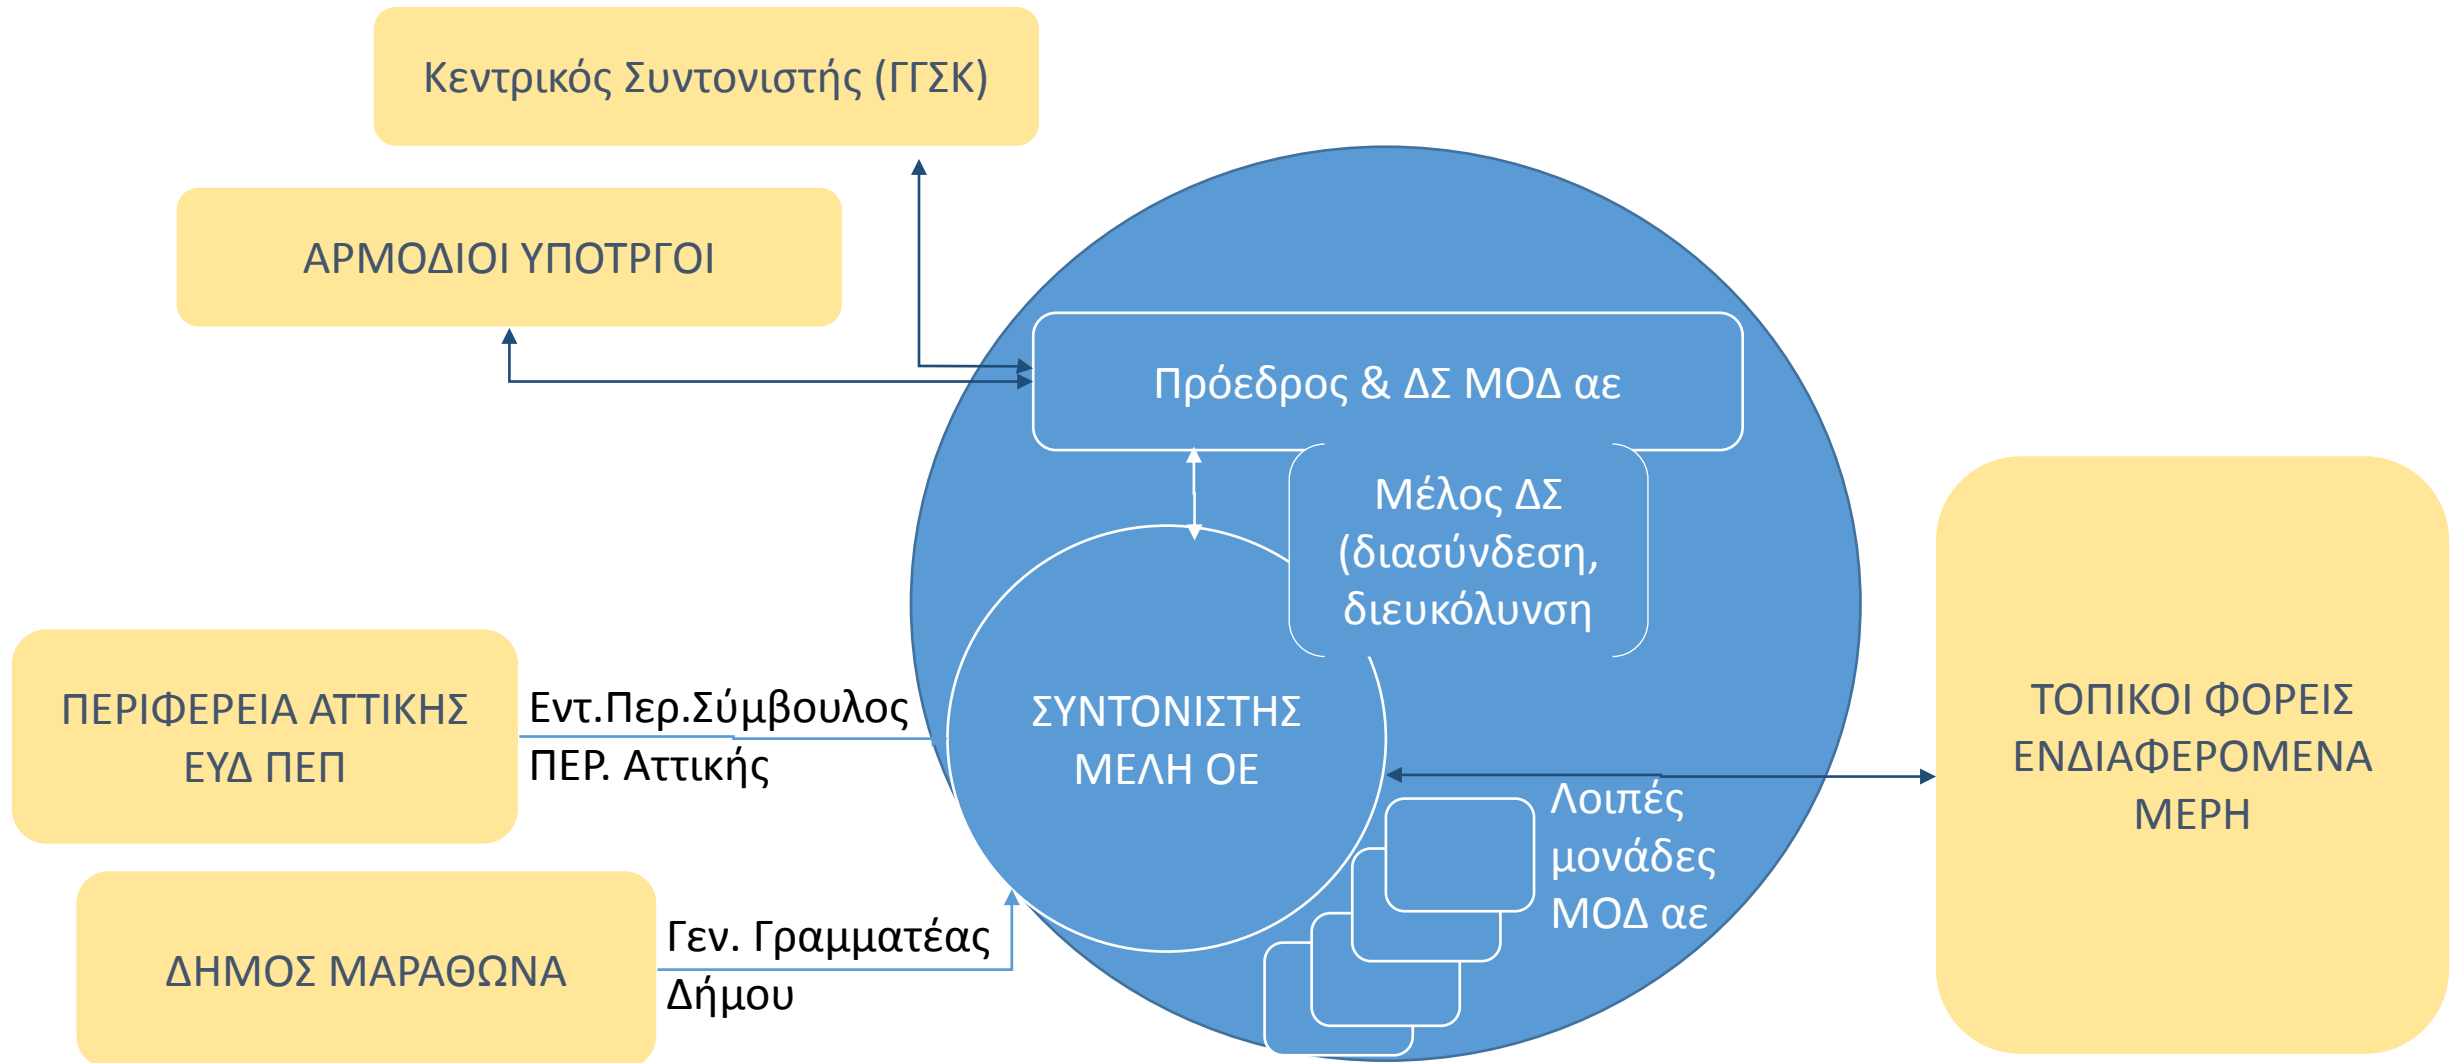 Κεντρικός Συντονιστής (ΓΓΣΚ)
ΑΡΜΟΔΙΟΙ ΥΠΟΤΡΓΟΙ
Πρόεδρος & ΔΣ ΜΟΔ αε
Μέλος ΔΣ
(διασύνδεση,
διευκόλυνση
ΠΕΡΙΦΕΡΕΙΑ ΑΤΤΙΚΗΣ
ΕΥΔ ΠΕΠ
Εντ.Περ.Σύμβουλος
ΠΕΡ. Αττικής
ΣΥΝΤΟΝΙΣΤΗΣ
ΜΕΛΗ ΟΕ
ΤΟΠΙΚΟΙ ΦΟΡΕΙΣ
ΕΝΔΙΑΦΕΡΟΜΕΝΑ
ΜΕΡΗ
Λοιπές
μονάδες
ΜΟΔ αε
ΔΗΜΟΣ ΜΑΡΑΘΩΝΑ
Γεν. Γραμματέας
Δήμου